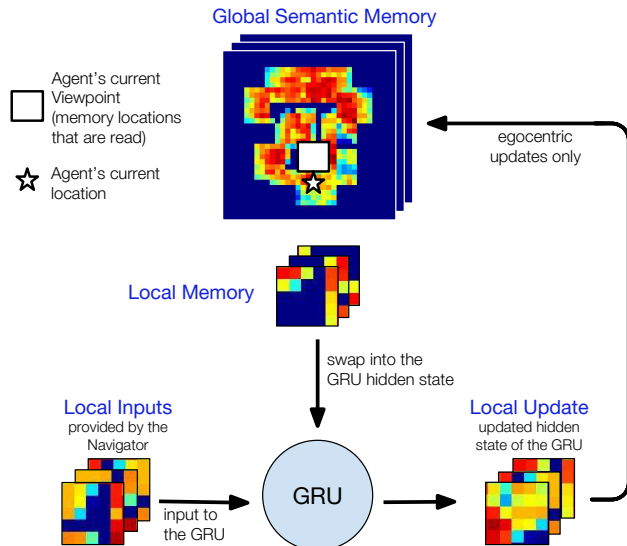 Global Semantic Memory
Agent's current
Viewpoint
(memory locations
that are read)
Agent's current
location
egocentric
updates only
Local Memory
swap into the
GRU hidden state
Local Inputs
provided by the
Navigator
Local Update
updated hidden
state of the GRU
GRU
input to
the GRU